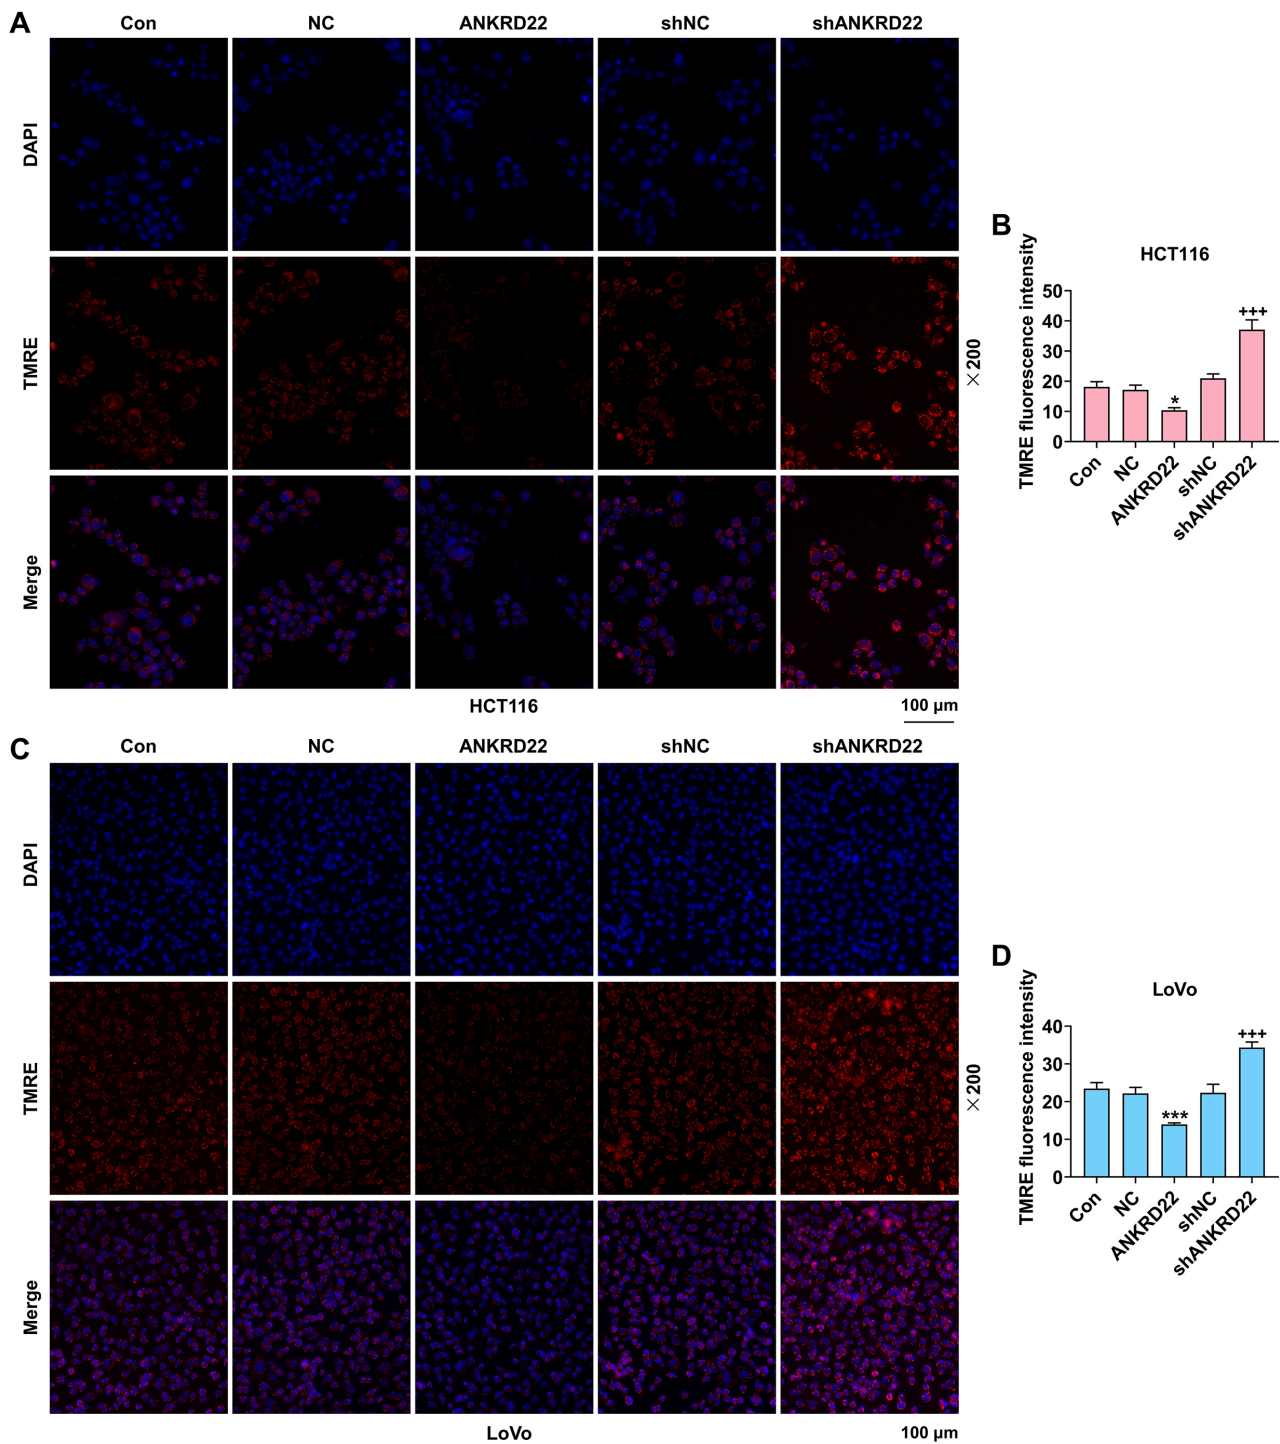 A
Con NC ANKRD22 shNC shANKRD22
DAPI
TMRE
Merge
×200
HCT116
100 μm
B
HCT116
TMRE fluorescence intensity
50
40
30
20
10
0
*
+++
Con
NC
ANKRD22
shNC
shANKRD22
C
Con NC ANKRD22 shNC shANKRD22
DAPI
TMRE
Merge
×200
LoVo
100 μm
D
LoVo
TMRE fluorescence intensity
40
30
20
10
0
***
+++
Con
NC
ANKRD22
shNC
shANKRD22